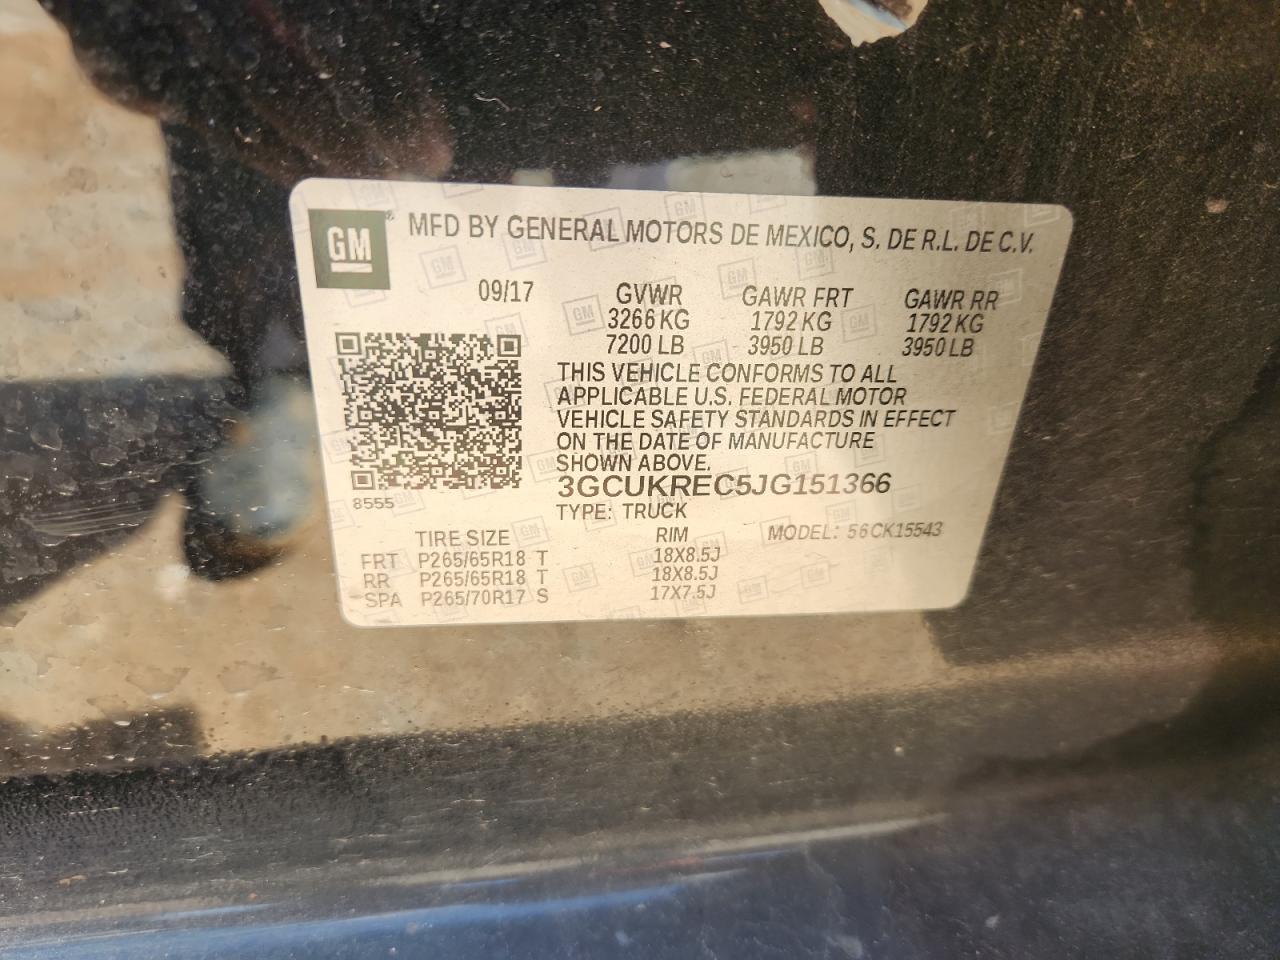 GM® MFD BY GENERAL MOTORS DE MEXICO, S. DE R.L. DE C.V.
09/17 GVWR GAWR FRT GAWR RR
3266 KG 1792 KG 1792 KG
7200 LB 3950 LB 3950 LB
THIS VEHICLE CONFORMS TO ALL
APPLICABLE U.S. FEDERAL MOTOR
VEHICLE SAFETY STANDARDS IN EFFECT
ON THE DATE OF MANUFACTURE
SHOWN ABOVE.
3GCUKREC5JG151366
8555
TYPE: TRUCK
TIRE SIZE RIM MODEL: 56CK15543
FRT P265/65R18 T 18X8.5J
RR P265/65R18 T 18X8.5J
SPA P265/70R17 S 17X7.5J